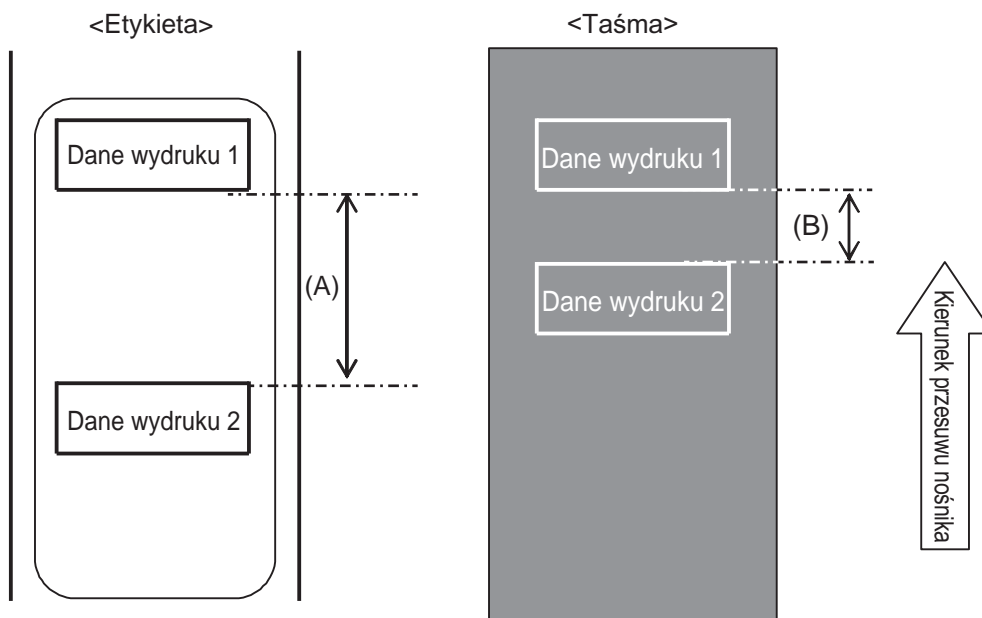 <Etykieta>
<Taśma>
Dane wydruku 1
Dane wydruku 1
(A)
(B)
Dane wydruku 2
Dane wydruku 2
Kierunek przesuwu nośnika